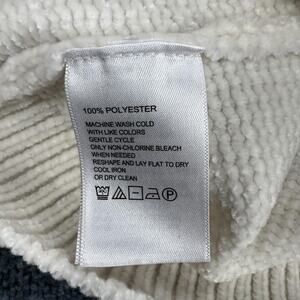 100% POLYESTER
MACHINE WASH COLD
WITH LIKE COLORS
GENTLE CYCLE
ONLY NON-CHLORINE BLEACH
WHEN NEEDED
RESHAPE AND LAY FLAT TO DRY
COOL IRON
OR DRY CLEAN